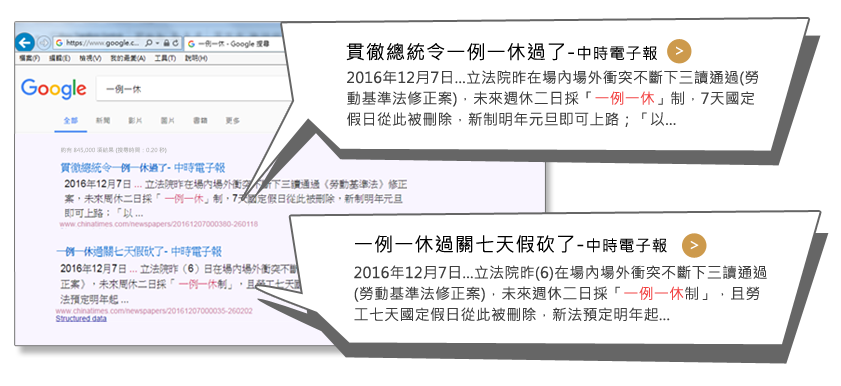 https://www.google.c...
一例一休 - Google 搜尋
檔案(F) 編輯(E) 檢視(V) 我的最愛(A) 工具(T) 說明(H)
Google
一例一休
全部 新聞 影片 圖片 書籍 更多
貫徹總統令一例一休過了- 中時電子報
2016年12月7日 ... 立法院昨在場內場外衝突不斷下三讀通過《勞動基準法》修正
案，未來周休二日採「一例一休」制，7天國定假日從此被刪除，新制明年元旦
即可上路；「以 ...
www.chinatimes.com/newspapers/20161207000380-260118
一例一休過關七天假砍了- 中時電子報
2016年12月7日 ... 立法院昨（6）日在場內場外衝突不斷
正案），未來周休二日採「一例一休制」，且勞工七天
法預定明年起 ...
www.chinatimes.com/newspapers/20161207000035-260202
Structured data
貫徹總統令一例一休過了-中時電子報 >
2016年12月7日...立法院昨在場內場外衝突不斷下三讀通過(勞
動基準法修正案)，未來週休二日採「一例一休」制，7天國定
假日從此被刪除，新制明年元旦即可上路；「以...
一例一休過關七天假砍了-中時電子報 >
2016年12月7日...立法院昨(6)在場內場外衝突不斷下三讀通過
(勞動基準法修正案)，未來週休二日採「一例一休制」，且勞
工七天國定假日從此被刪除，新法預定明年起...